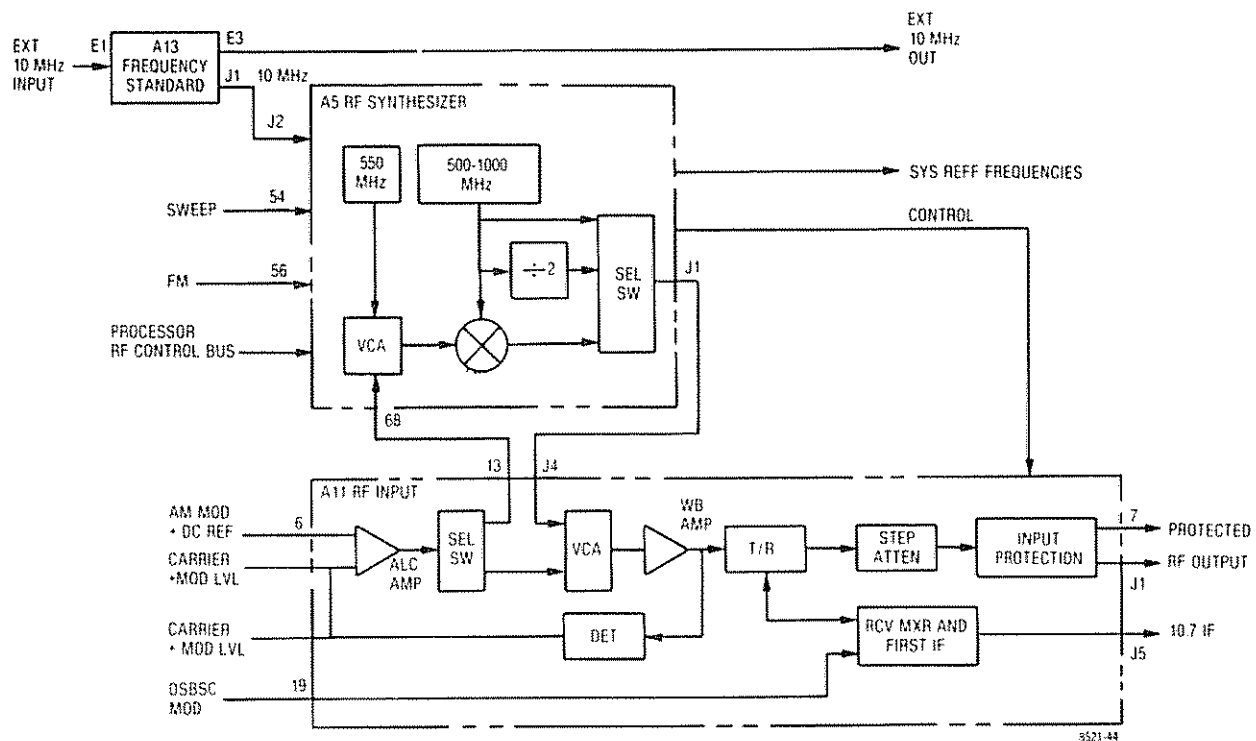 EXT
10 MHz
INPUT
E1
A13
FREQUENCY
STANDARD
E3
J1 10 MHz
J2
EXT
10 MHz
OUT
A5 RF SYNTHESIZER
550
MHz
500-1000
MHz
SYS REFF FREQUENCIES
CONTROL
SWEEP
54
÷2
SEL
SW
J1
FM
56
PROCESSOR
RF CONTROL BUS
VCA
68
13
J4
A11 RF INPUT
AM MOD
+ DC REF
6
CARRIER
+MOD LVL
ALC
AMP
SEL
SW
VCA
WB
AMP
T/R
STEP
ATTEN
INPUT
PROTECTION
7
PROTECTED
RF OUTPUT
J1
CARRIER
+ MOD LVL
DET
RCV MXR AND
FIRST IF
10.7 IF
J5
DSBSC
MOD
19
9521-44